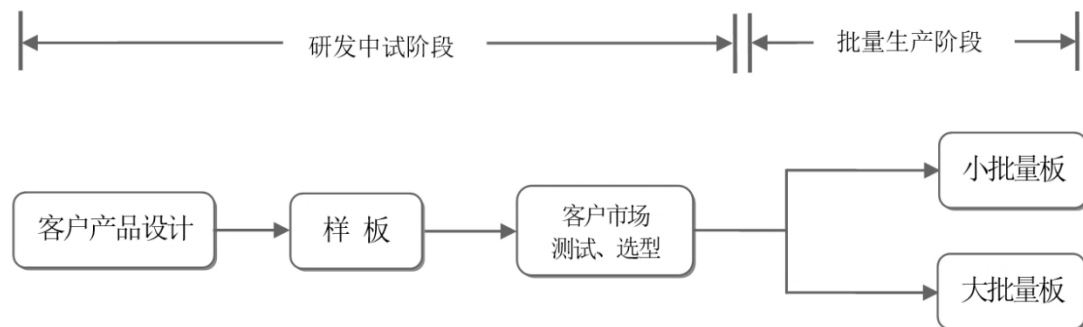 研发中试阶段
批量生产阶段
小批量板
客户产品设计
样 板
客户市场
测试、选型
大批量板